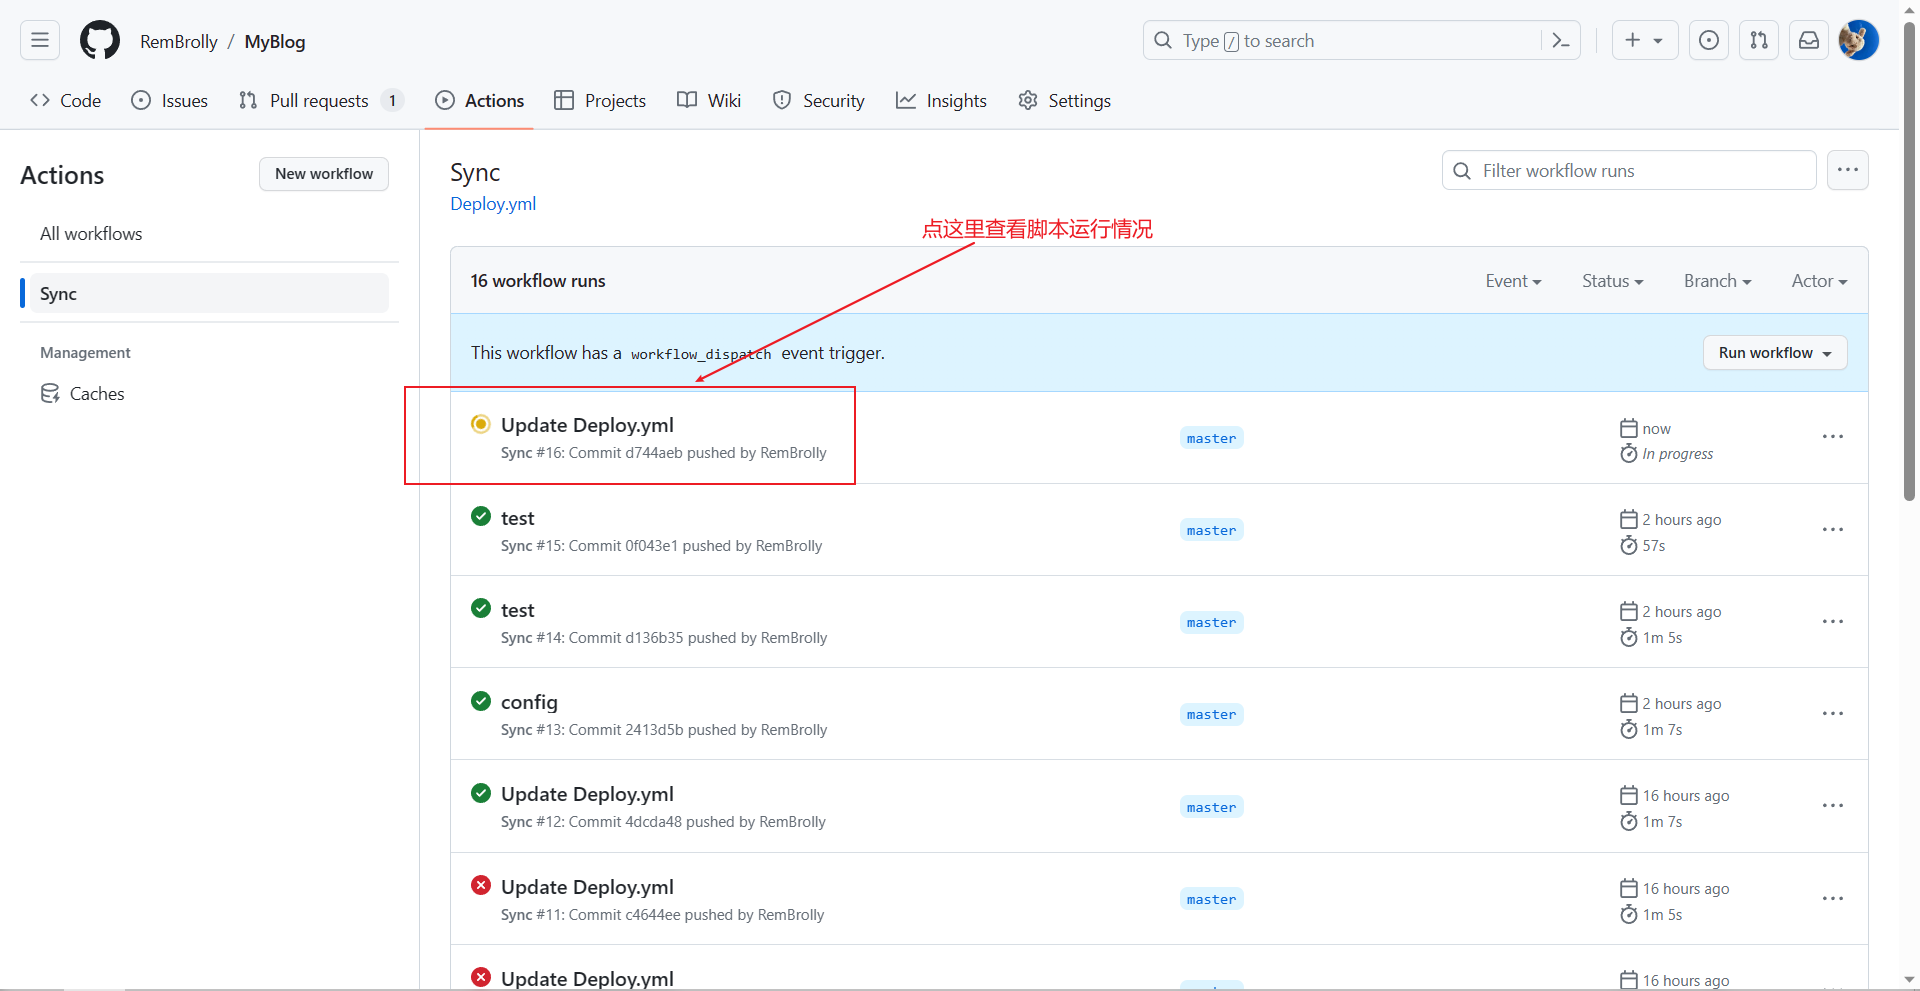 RemBrolly / MyBlog
Type / to search
Code
Issues
Pull requests 1
Actions
Projects
Wiki
Security
Insights
Settings
Actions
New workflow
All workflows
Sync
Management
Caches
Sync
Deploy.yml
Filter workflow runs
点这里查看脚本运行情况
16 workflow runs
Event
Status
Branch
Actor
This workflow has a workflow_dispatch event trigger.
Run workflow
Update Deploy.yml
Sync #16: Commit d744aeb pushed by RemBrolly
master
now
In progress
test
Sync #15: Commit 0f043e1 pushed by RemBrolly
master
2 hours ago
57s
test
Sync #14: Commit d136b35 pushed by RemBrolly
master
2 hours ago
1m 5s
config
Sync #13: Commit 2413d5b pushed by RemBrolly
master
2 hours ago
1m 7s
Update Deploy.yml
Sync #12: Commit 4dcda48 pushed by RemBrolly
master
16 hours ago
1m 7s
Update Deploy.yml
Sync #11: Commit c4644ee pushed by RemBrolly
master
16 hours ago
1m 5s
Update Deploy.yml
16 hours ago